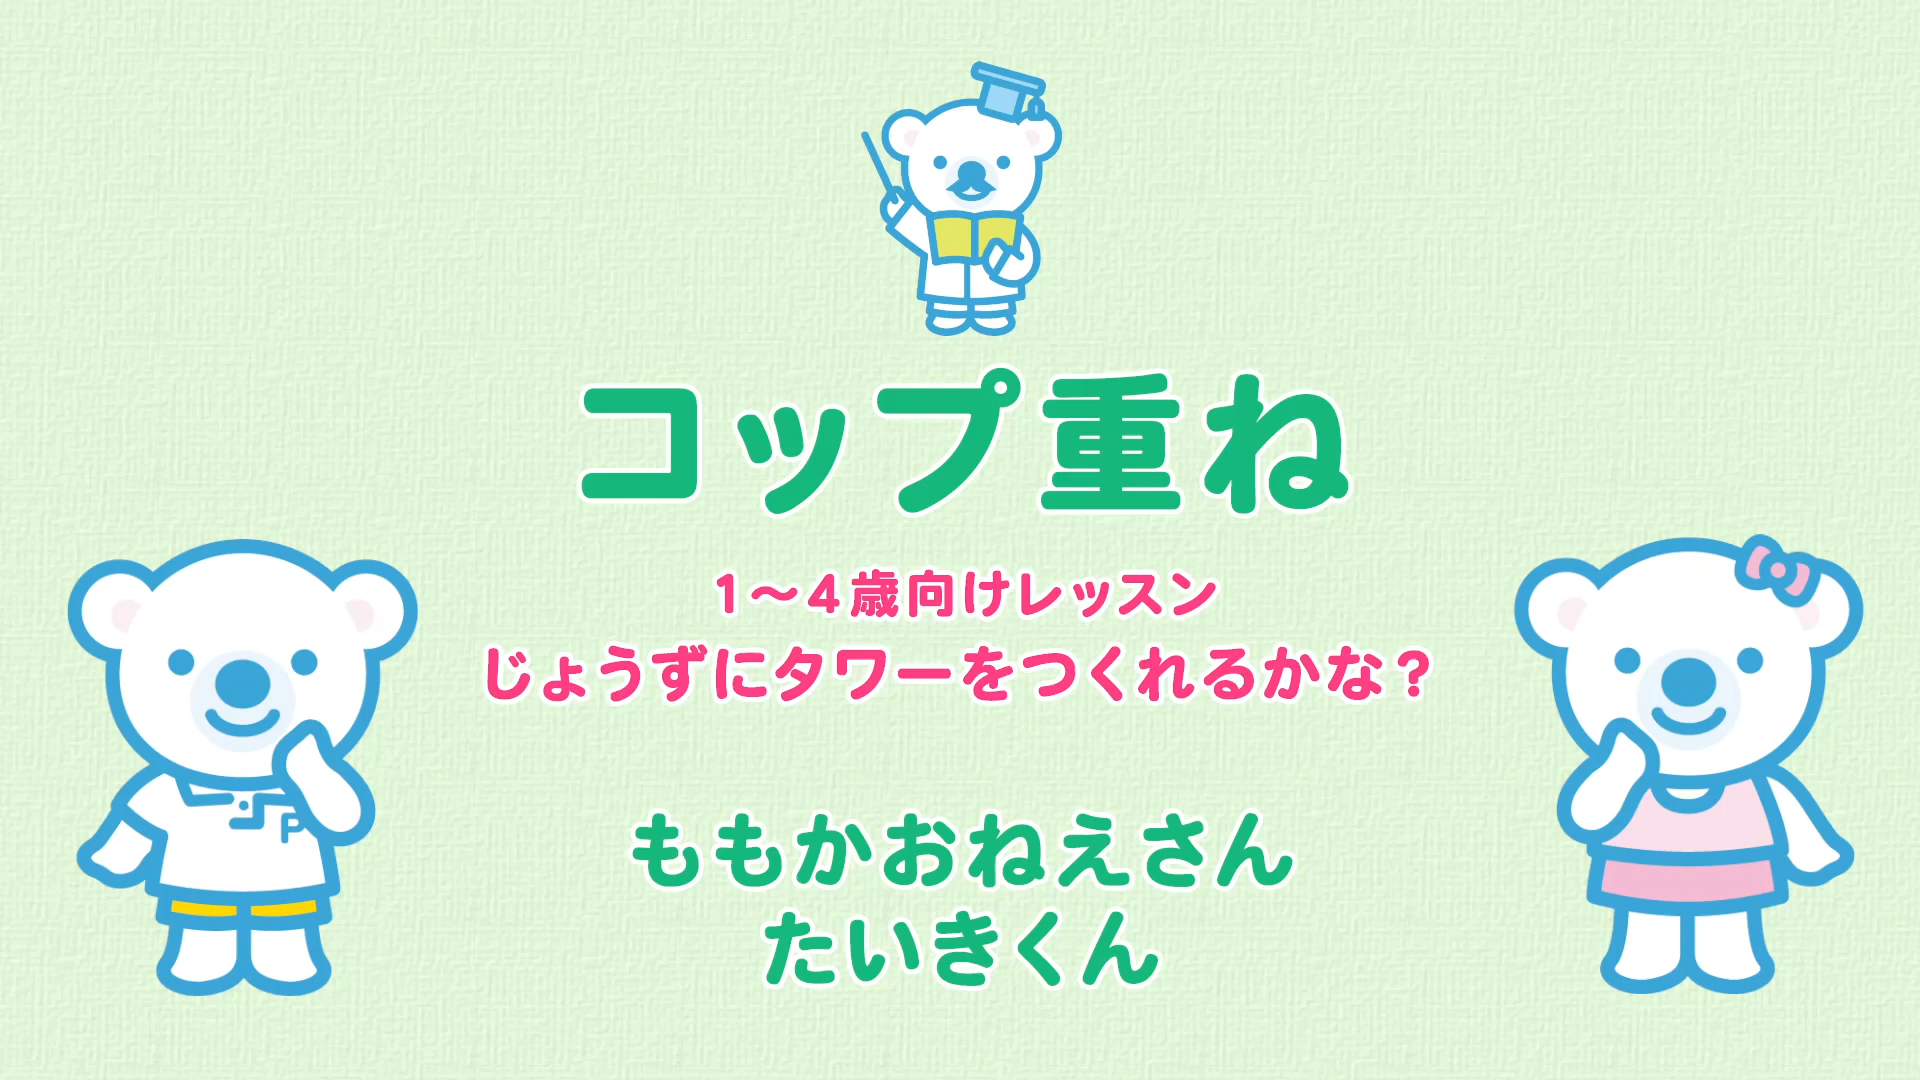 コップ重ね
1〜4歳向けレッスン
じょうずにタワーをつくれるかな？
ももかおねえさん
たいきくん
P